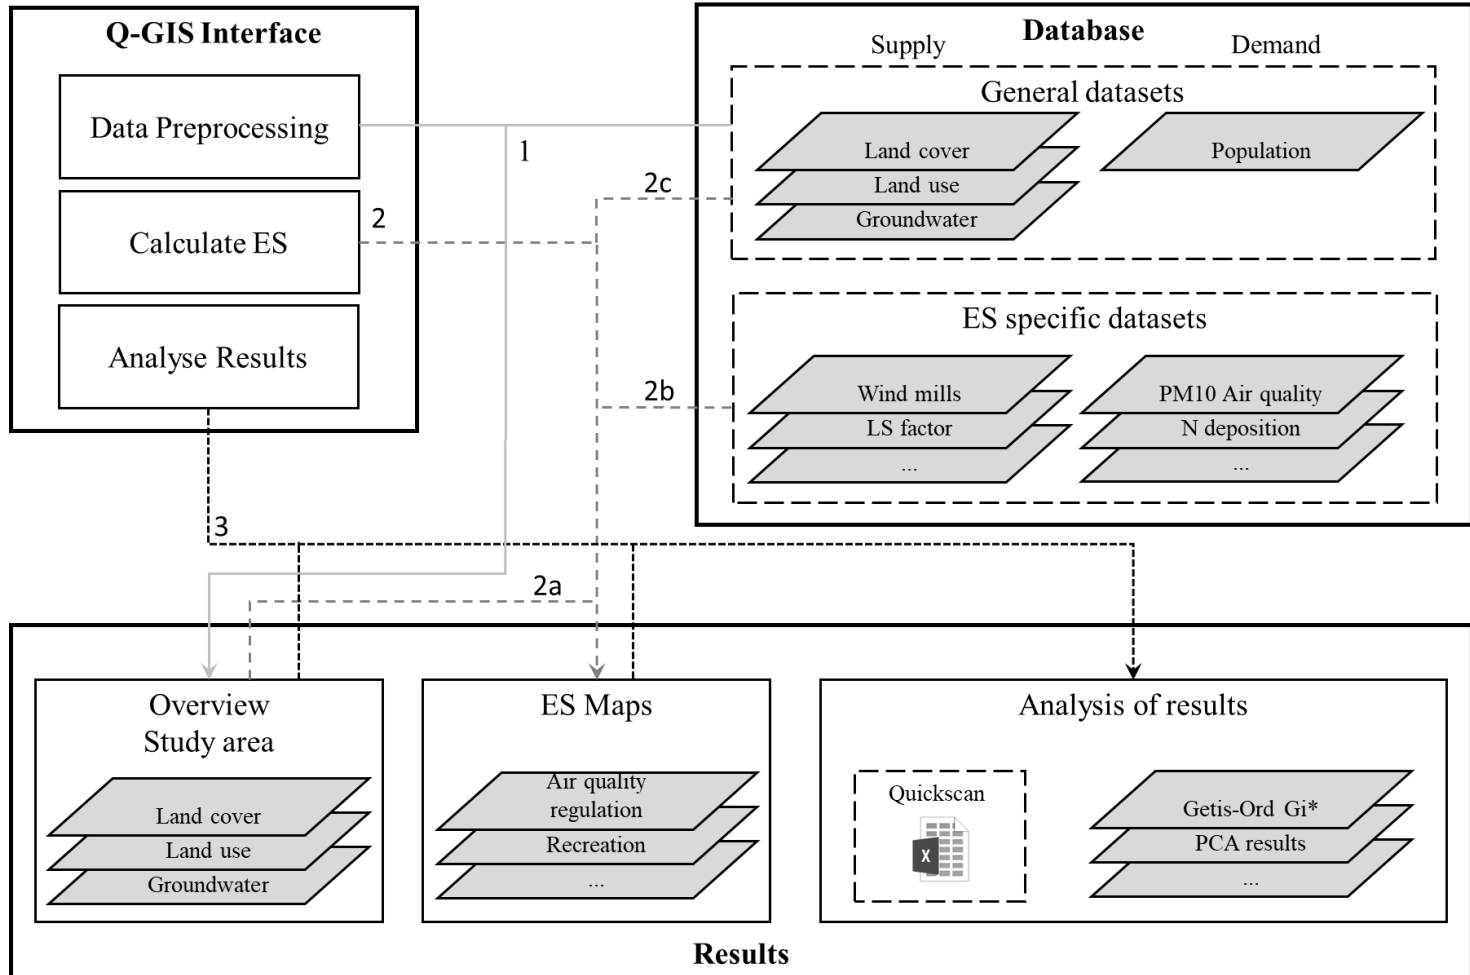 Q-GIS Interface
Data Preprocessing
Calculate ES
Analyse Results
Database
Supply
Demand
General datasets
Land cover
Land use
Groundwater
Population
ES specific datasets
Wind mills
LS factor
...
PM10 Air quality
N deposition
...
1
2
2c
2b
3
2a
Overview
Study area
Land cover
Land use
Groundwater
ES Maps
Air quality
regulation
Recreation
...
Analysis of results
Quickscan
X
Getis-Ord Gi*
PCA results
...
Results